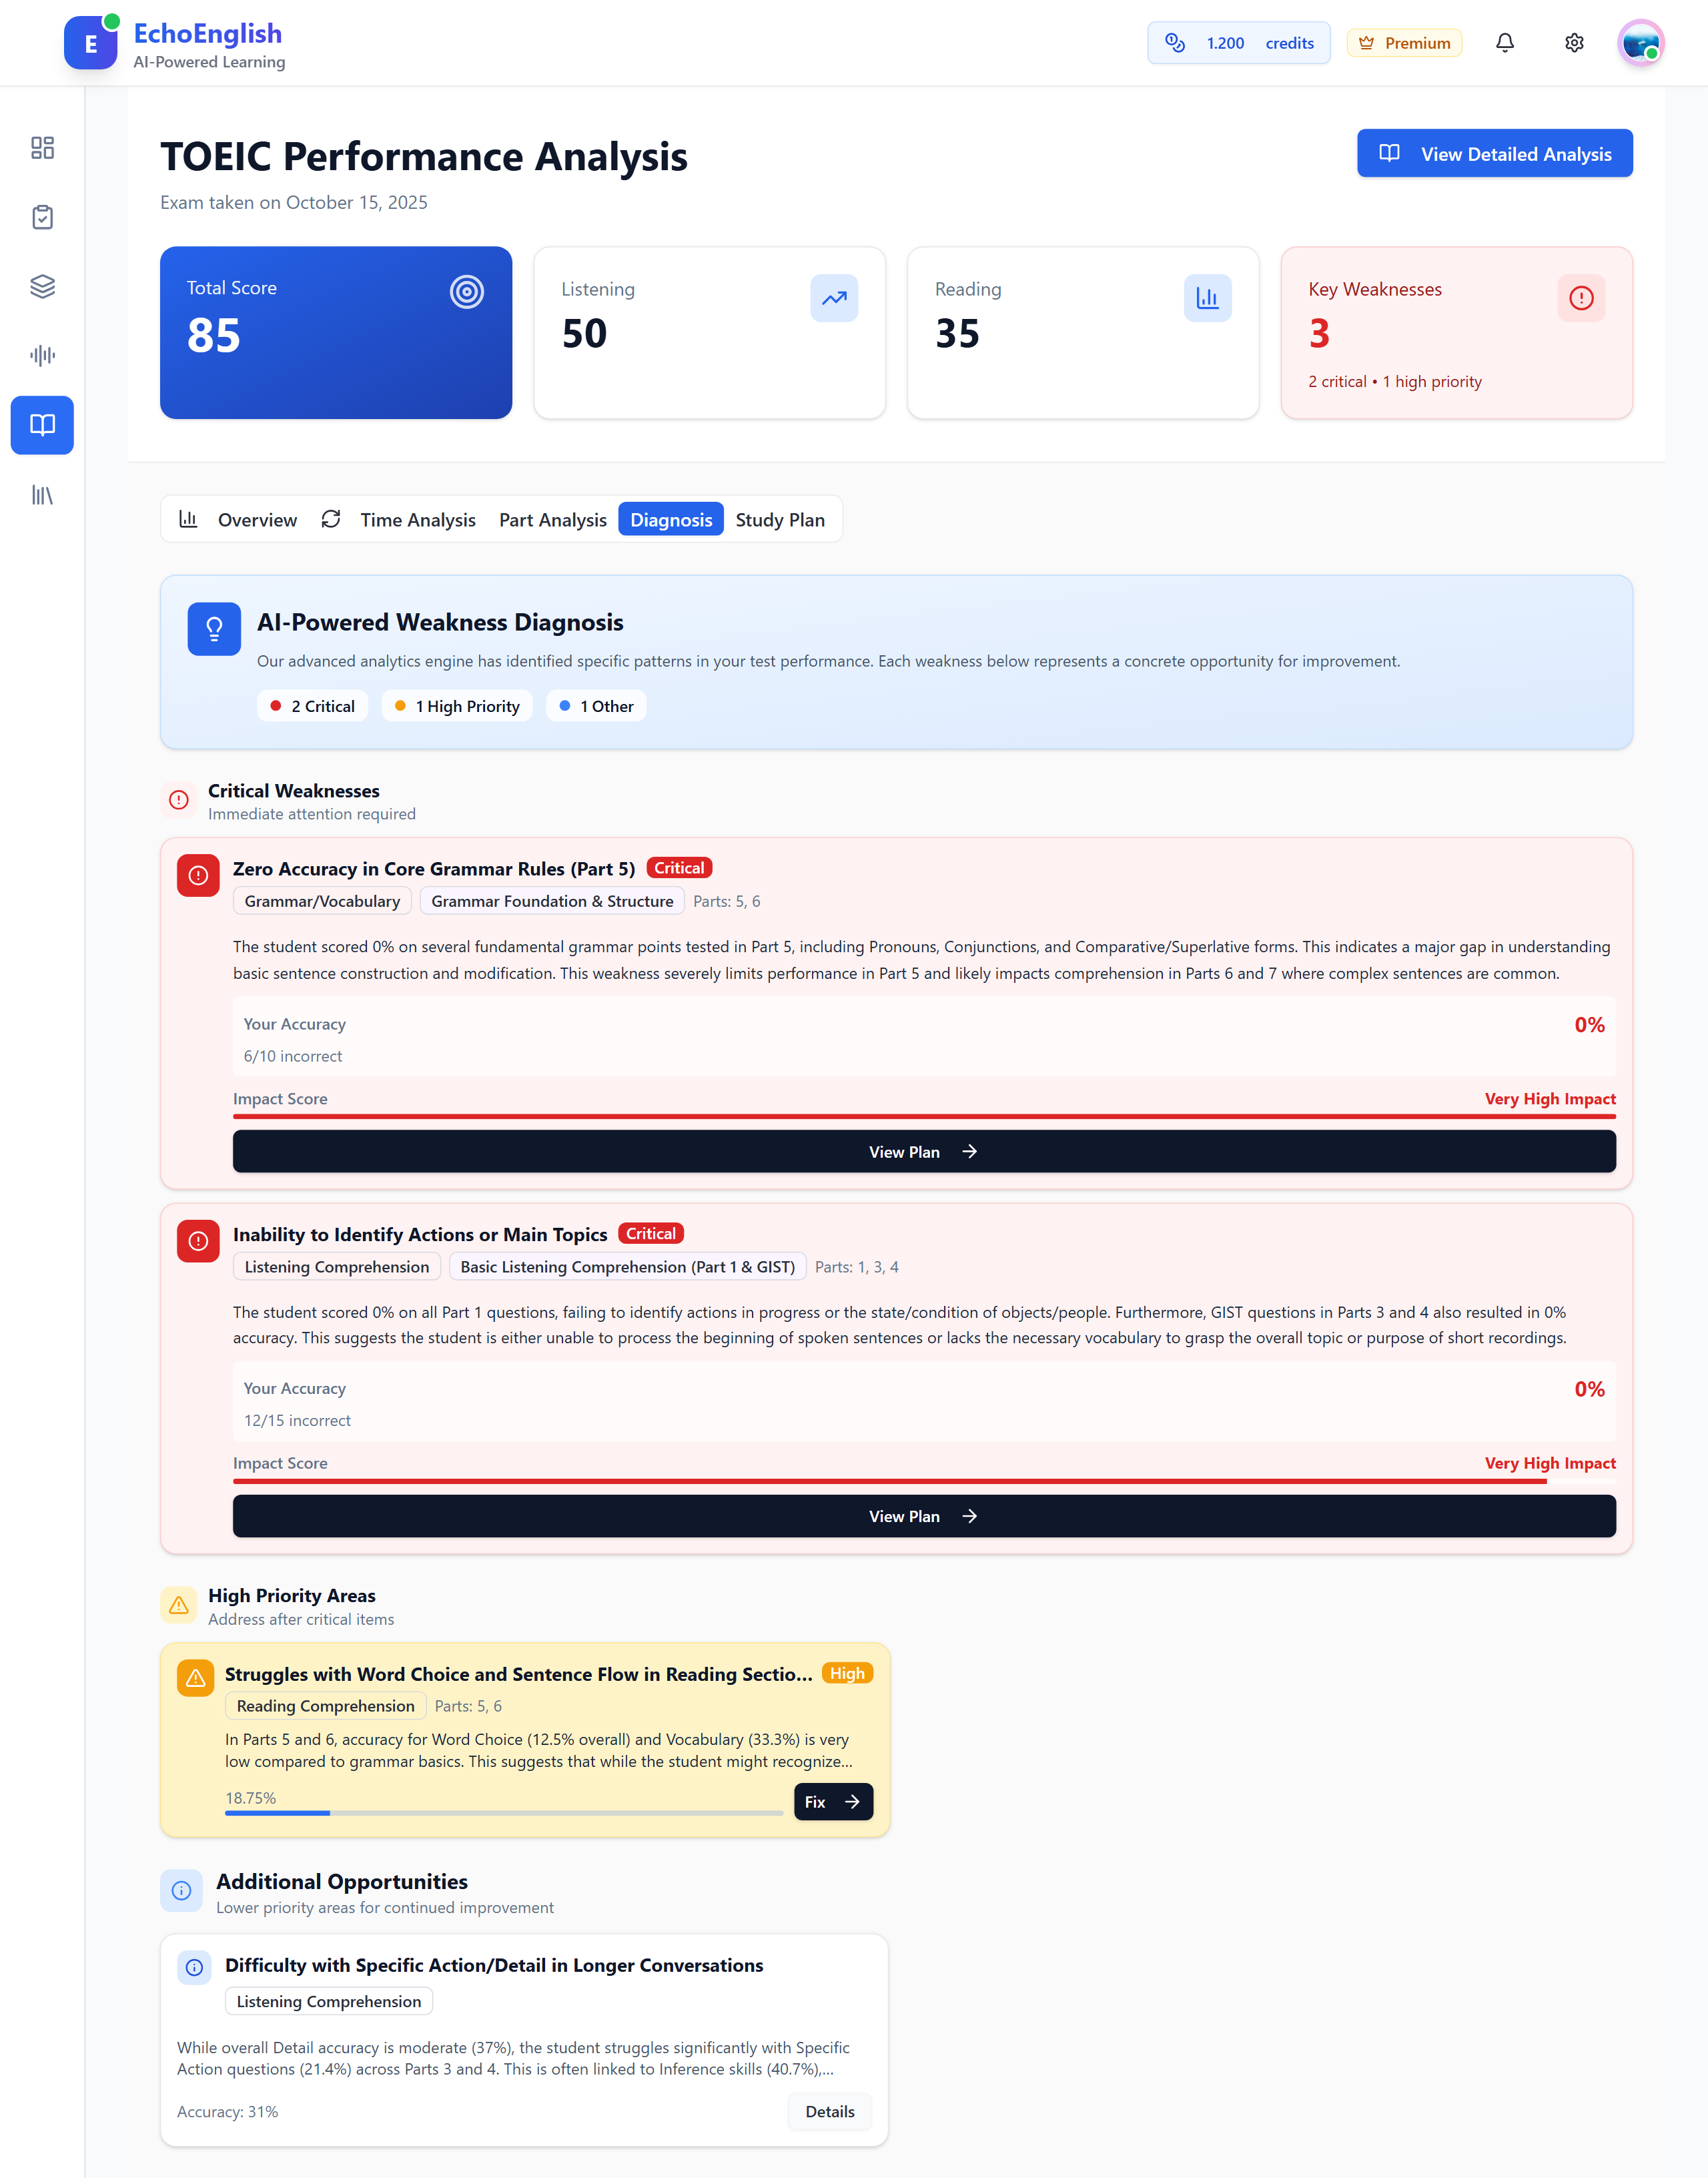 E
EchoEnglish
AI-Powered Learning
1.200 credits
Premium
TOEIC Performance Analysis
Exam taken on October 15, 2025
View Detailed Analysis
Total Score
85
Listening
50
Reading
35
Key Weaknesses
3
2 critical • 1 high priority
Overview
Time Analysis
Part Analysis
Diagnosis
Study Plan
AI-Powered Weakness Diagnosis
Our advanced analytics engine has identified specific patterns in your test performance. Each weakness below represents a concrete opportunity for improvement.
2 Critical
1 High Priority
1 Other
Critical Weaknesses
Immediate attention required
Zero Accuracy in Core Grammar Rules (Part 5)
Critical
Grammar/Vocabulary
Grammar Foundation & Structure
Parts: 5, 6
The student scored 0% on several fundamental grammar points tested in Part 5, including Pronouns, Conjunctions, and Comparative/Superlative forms. This indicates a major gap in understanding
basic sentence construction and modification. This weakness severely limits performance in Part 5 and likely impacts comprehension in Parts 6 and 7 where complex sentences are common.
Your Accuracy
0%
6/10 incorrect
Impact Score
Very High Impact
View Plan
Inability to Identify Actions or Main Topics
Critical
Listening Comprehension
Basic Listening Comprehension (Part 1 & GIST)
Parts: 1, 3, 4
The student scored 0% on all Part 1 questions, failing to identify actions in progress or the state/condition of objects/people. Furthermore, GIST questions in Parts 3 and 4 also resulted in 0%
accuracy. This suggests the student is either unable to process the beginning of spoken sentences or lacks the necessary vocabulary to grasp the overall topic or purpose of short recordings.
Your Accuracy
0%
12/15 incorrect
Impact Score
Very High Impact
View Plan
High Priority Areas
Address after critical items
Struggles with Word Choice and Sentence Flow in Reading Sectio...
High
Reading Comprehension
Parts: 5, 6
In Parts 5 and 6, accuracy for Word Choice (12.5% overall) and Vocabulary (33.3%) is very
low compared to grammar basics. This suggests that while the student might recognize...
18.75%
Fix
Additional Opportunities
Lower priority areas for continued improvement
Difficulty with Specific Action/Detail in Longer Conversations
Listening Comprehension
While overall Detail accuracy is moderate (37%), the student struggles significantly with Specific
Action questions (21.4%) across Parts 3 and 4. This is often linked to Inference skills (40.7%),...
Accuracy: 31%
Details